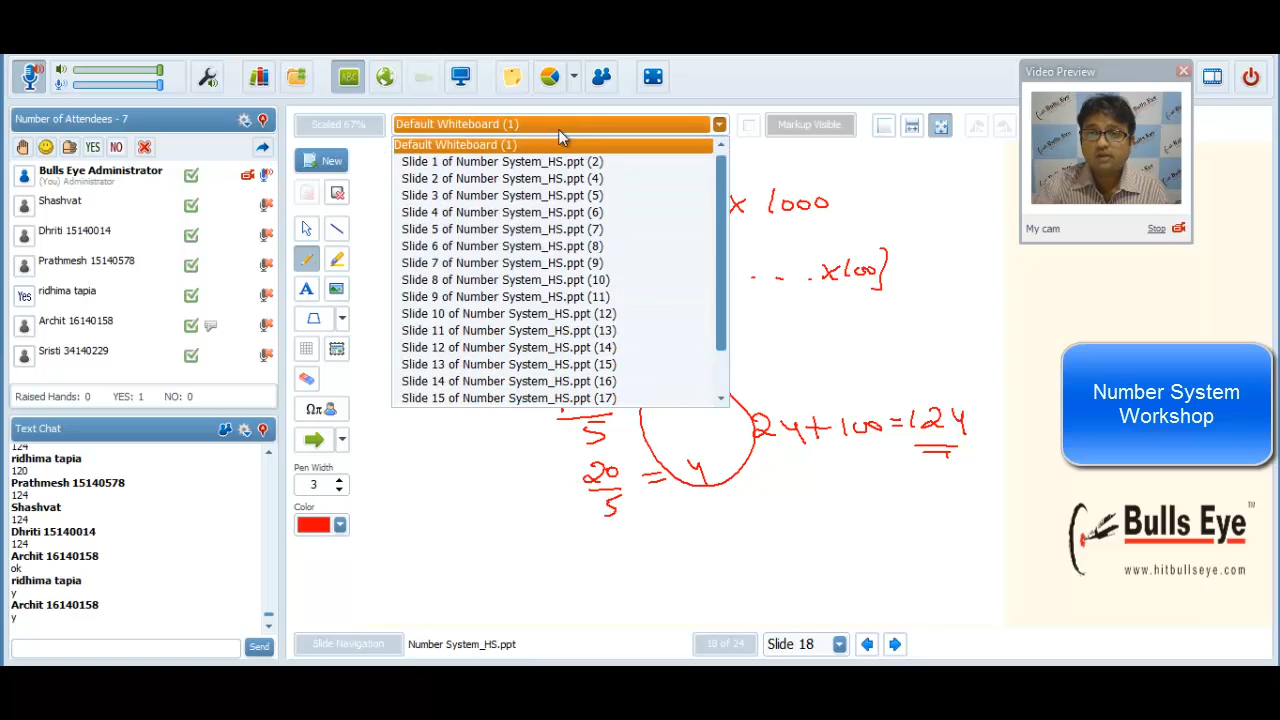 Number of Attendees - 7
YES NO
Bulls Eye Administrator
(You) Administrator
Shashvat
Dhriti 15140014
Prathmesh 15140578
Yes ridhima tapia
Archit 16140158
Sristi 34140229
Raised Hands: 0 YES: 1 NO: 0
Text Chat
124
ridhima tapia
120
Prathmesh 15140578
124
Shashvat
124
Dhriti 15140014
124
Archit 16140158
ok
ridhima tapia
y
Archit 16140158
y
Send
ABC
Scaled 67%
Default Whiteboard (1)
Markup Visible
New
A
Ωπ
Pen Width
3
Color
Default Whiteboard (1)
Slide 1 of Number System_HS.ppt (2)
Slide 2 of Number System_HS.ppt (4)
Slide 3 of Number System_HS.ppt (5)
Slide 4 of Number System_HS.ppt (6)
Slide 5 of Number System_HS.ppt (7)
Slide 6 of Number System_HS.ppt (8)
Slide 7 of Number System_HS.ppt (9)
Slide 8 of Number System_HS.ppt (10)
Slide 9 of Number System_HS.ppt (11)
Slide 10 of Number System_HS.ppt (12)
Slide 11 of Number System_HS.ppt (13)
Slide 12 of Number System_HS.ppt (14)
Slide 13 of Number System_HS.ppt (15)
Slide 14 of Number System_HS.ppt (16)
Slide 15 of Number System_HS.ppt (17)
x 1000
. . . x100]
5
24+100=124
20 = 4
5
Slide Navigation
Number System_HS.ppt
18 of 24
Slide 18
Video Preview
My cam
Stop
Number System
Workshop
Bulls Eye™
www.hitbullseye.com